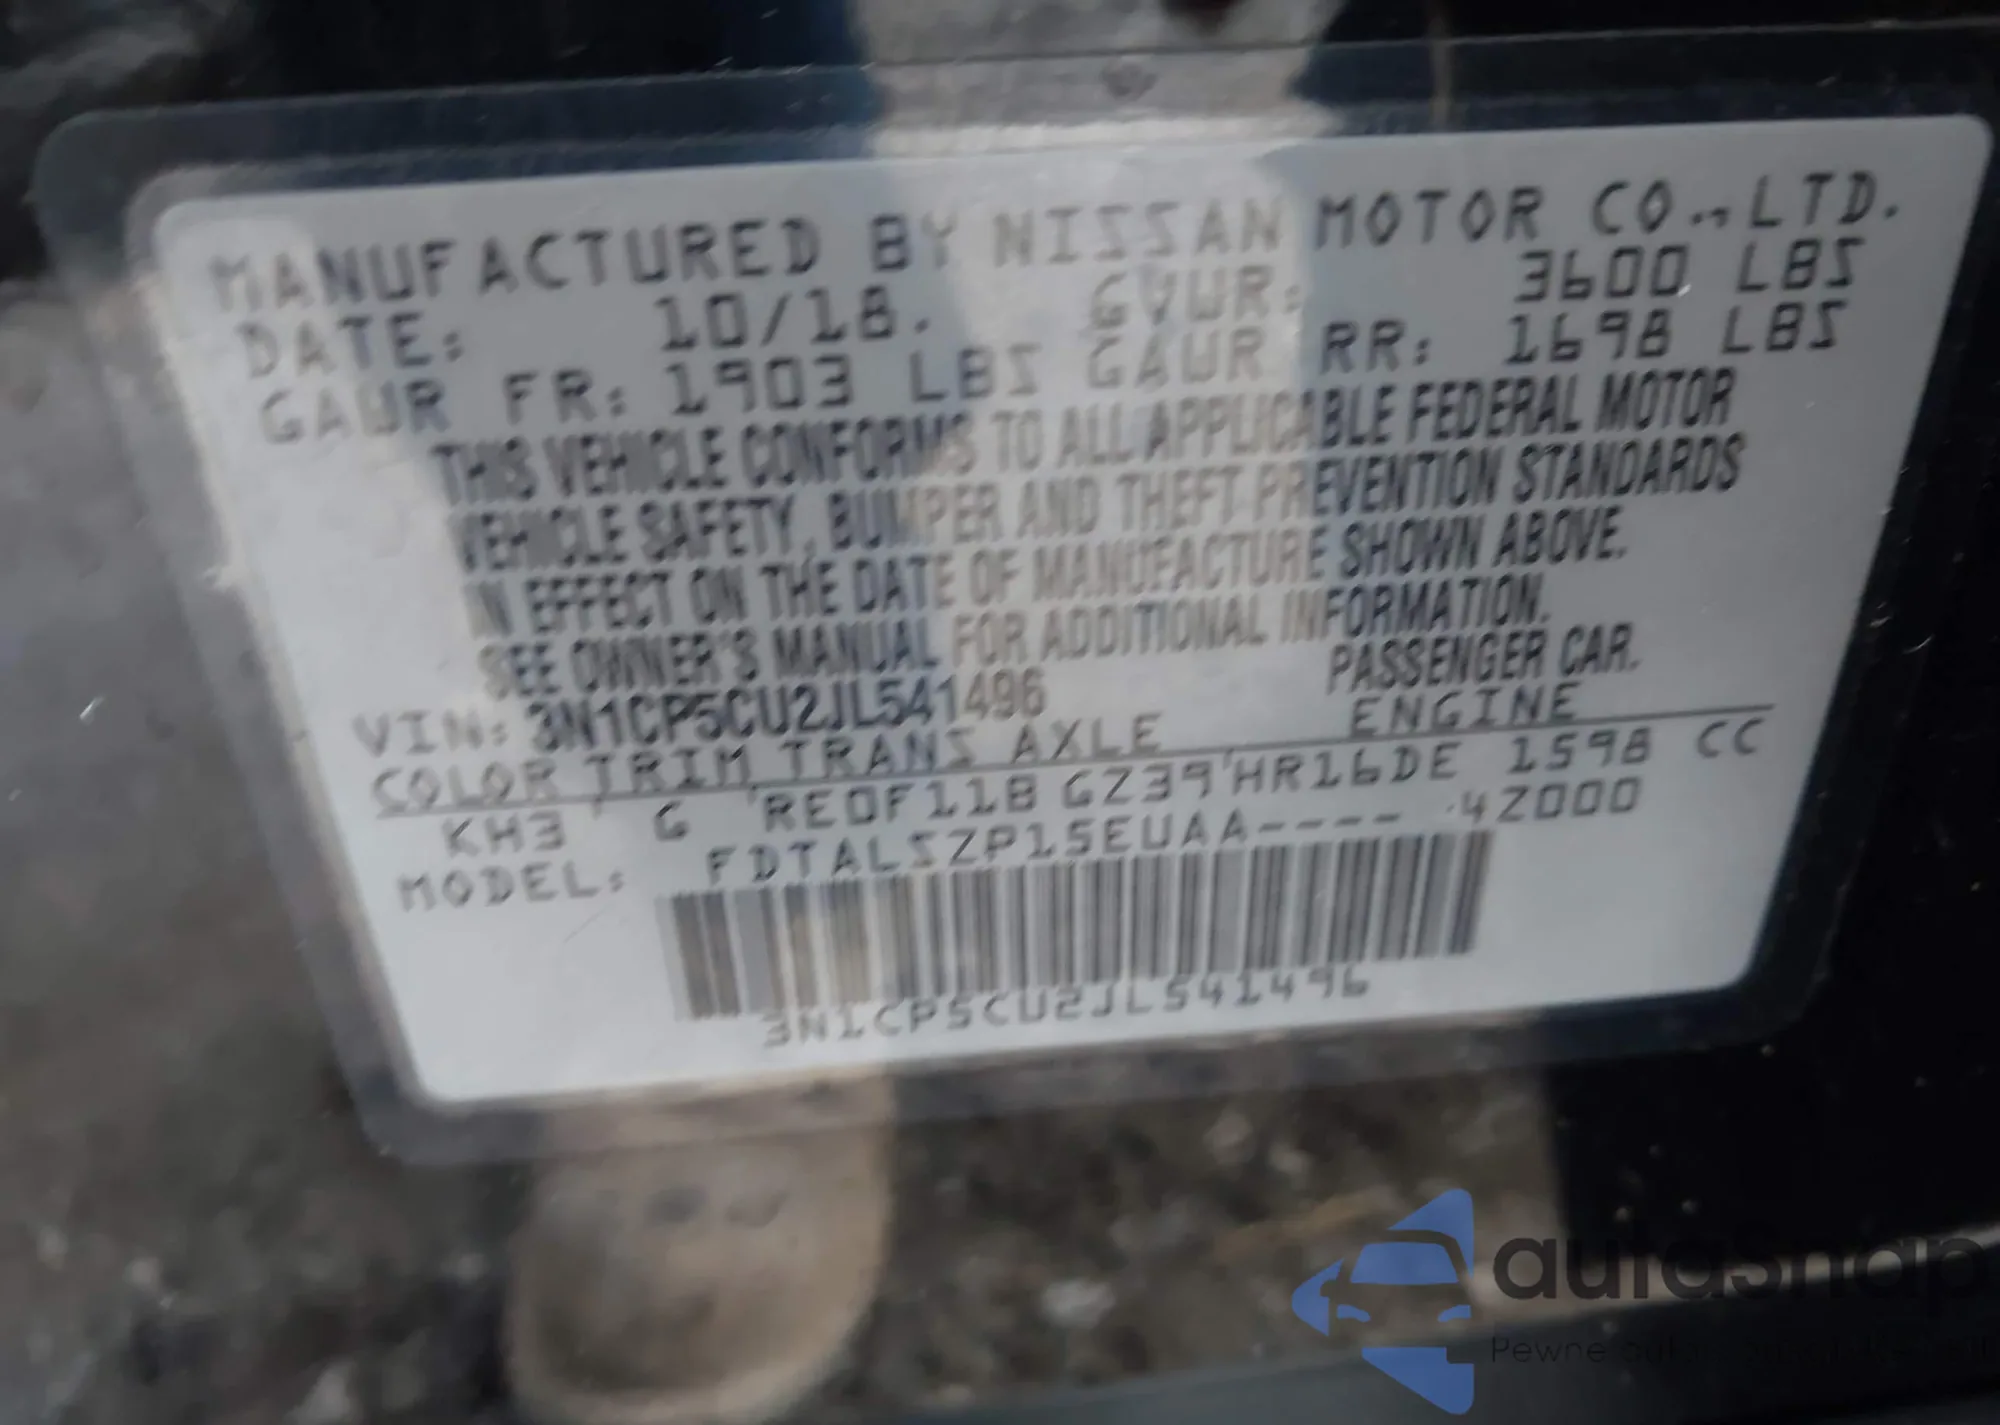 MANUFACTURED BY NISSAN MOTOR CO., LTD.
DATE: 10/18. GVWR: 3600 LBS
GAWR FR: 1903 LBS GAWR RR: 1698 LBS
THIS VEHICLE CONFORMS TO ALL APPLICABLE FEDERAL MOTOR
VEHICLE SAFETY, BUMPER AND THEFT PREVENTION STANDARDS
IN EFFECT ON THE DATE OF MANUFACTURE SHOWN ABOVE.
SEE OWNER'S MANUAL FOR ADDITIONAL INFORMATION.
VIN: 3N1CP5CU2JL541496 PASSENGER CAR.
COLOR TRIM TRANS AXLE ENGINE
KH3 G RE0F11B GZ39 HR16DE 1598 CC
MODEL: FDTALSZP15EUAA---- -4Z000
3N1CP5CU2JL541496
autosnap
Pewne